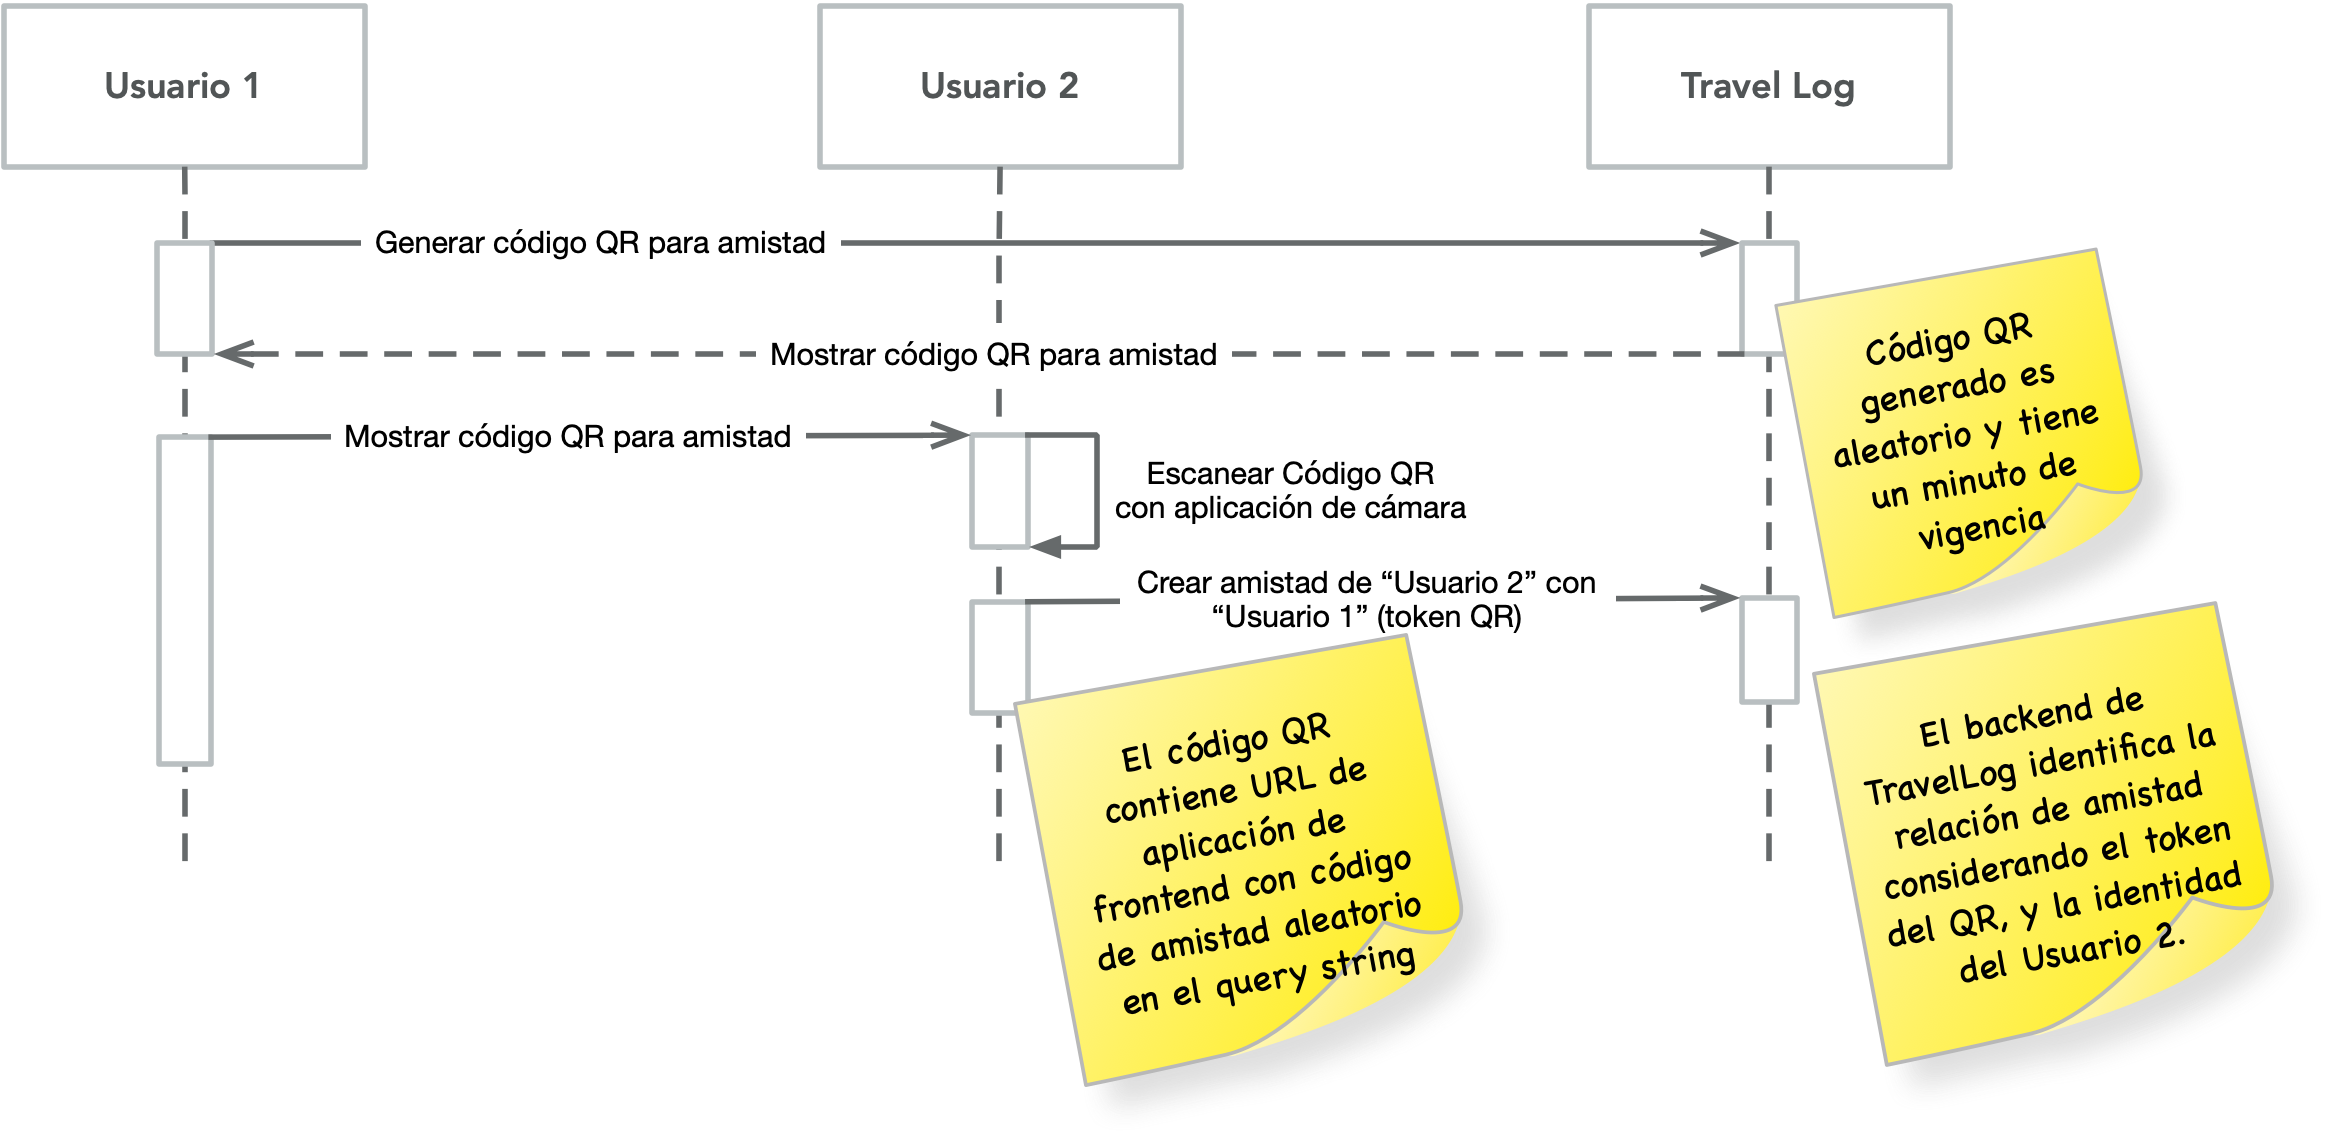 Usuario 1
Usuario 2
Travel Log
Generar código QR para amistad
Mostrar código QR para amistad
Mostrar código QR para amistad
Escanear Código QR
con aplicación de cámara
Crear amistad de “Usuario 2” con
“Usuario 1” (token QR)
Código QR
generado es
aleatorio y tiene
un minuto de
vigencia
El código QR
contiene URL de
aplicación de
frontend con código
de amistad aleatorio
en el query string
El backend de
TravelLog identifica la
relación de amistad
considerando el token
del QR, y la identidad
del Usuario 2.